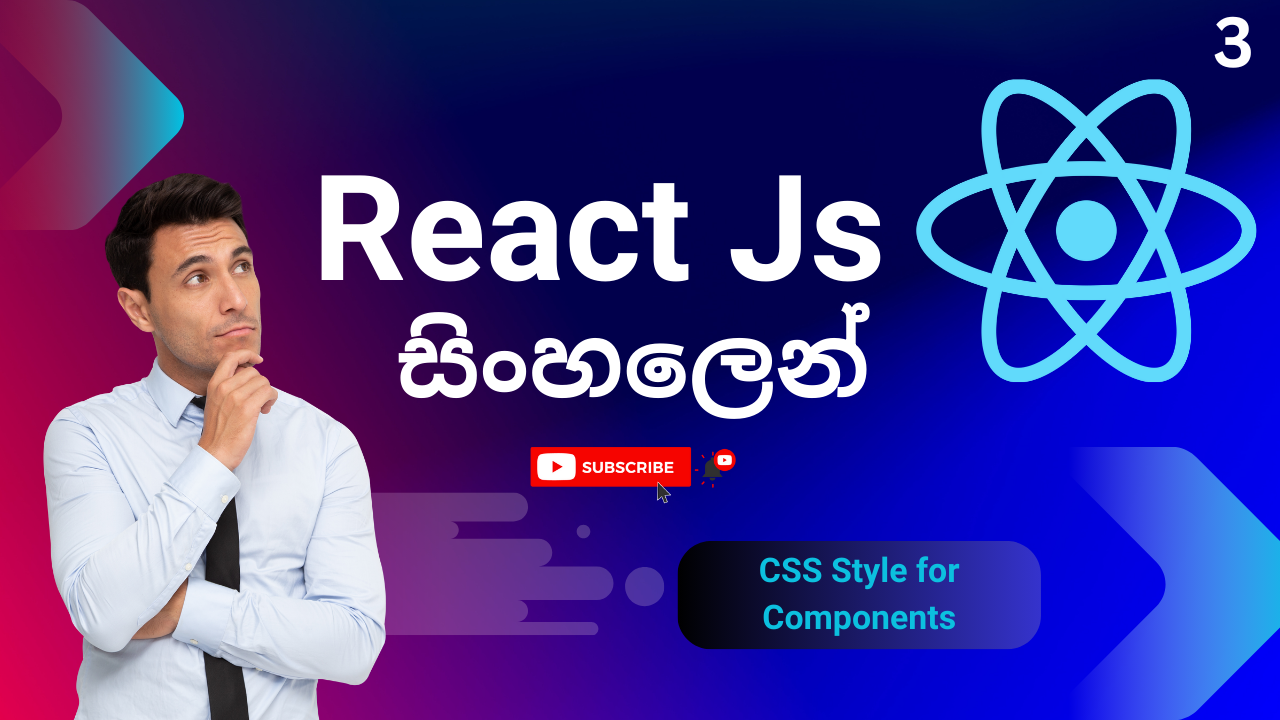 3
React Js
සිංහලෙන්
SUBSCRIBE
CSS Style for
Components